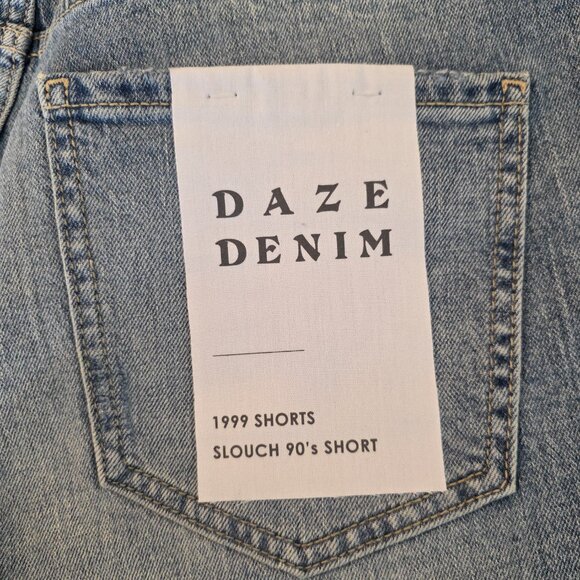 DAZE
DENIM
1999 SHORTS
SLOUCH 90's SHORT